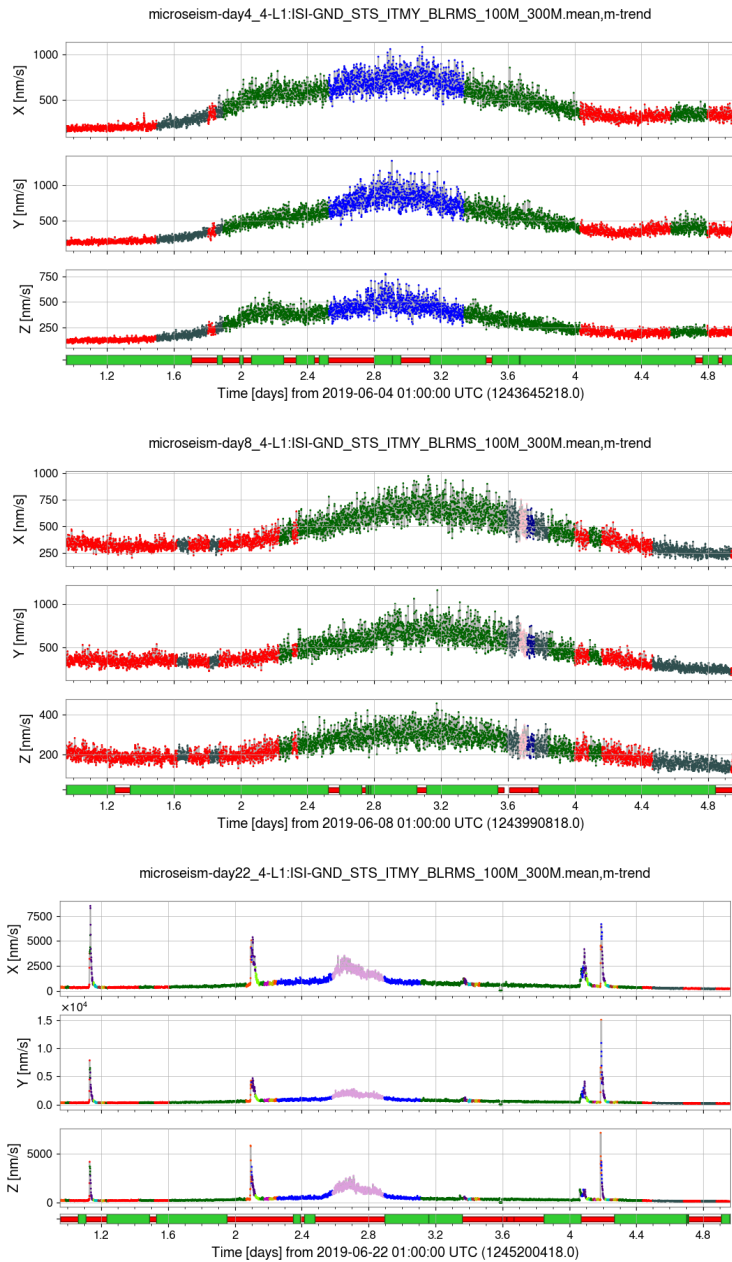 microseism-day4_4-L1:ISI-GND_STS_ITMY_BLRMS_100M_300M.mean,m-trend
X [nm/s]
1000
500
Y [nm/s]
1000
500
Z [nm/s]
750
500
250
1.2 1.6 2 2.4 2.8 3.2 3.6 4 4.4 4.8
Time [days] from 2019-06-04 01:00:00 UTC (1243645218.0)
microseism-day8_4-L1:ISI-GND_STS_ITMY_BLRMS_100M_300M.mean,m-trend
X [nm/s]
1000
750
500
250
Y [nm/s]
1000
500
Z [nm/s]
400
200
1.2 1.6 2 2.4 2.8 3.2 3.6 4 4.4 4.8
Time [days] from 2019-06-08 01:00:00 UTC (1243990818.0)
microseism-day22_4-L1:ISI-GND_STS_ITMY_BLRMS_100M_300M.mean,m-trend
X [nm/s]
7500
5000
2500
0
×10⁴
Y [nm/s]
1.5
1.0
0.5
0.0
Z [nm/s]
5000
0
1.2 1.6 2 2.4 2.8 3.2 3.6 4 4.4 4.8
Time [days] from 2019-06-22 01:00:00 UTC (1245200418.0)